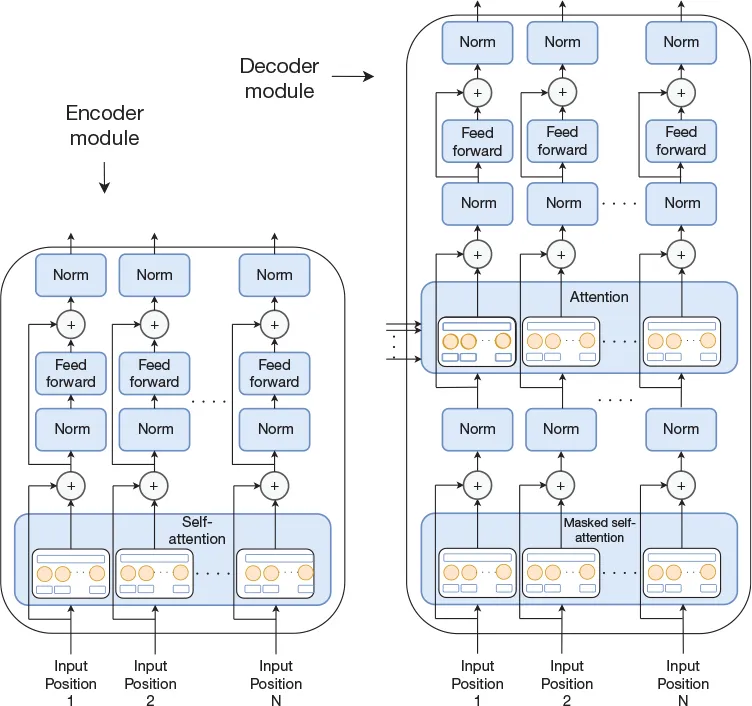 Encoder
module
Norm Norm Norm
+ + +
Feed
forward
Feed
forward
Feed
forward
. . . .
Norm Norm Norm
+ + +
Self-
attention
. . . .
Input
Position
1
Input
Position
2
Input
Position
N
Decoder
module
Norm Norm Norm
+ + +
Feed
forward
Feed
forward
Feed
forward
Norm Norm . . . . Norm
+ + +
Attention
. . . .
. . . .
Norm Norm Norm
+ + +
Masked self-
attention
. . . .
Input
Position
1
Input
Position
2
Input
Position
N